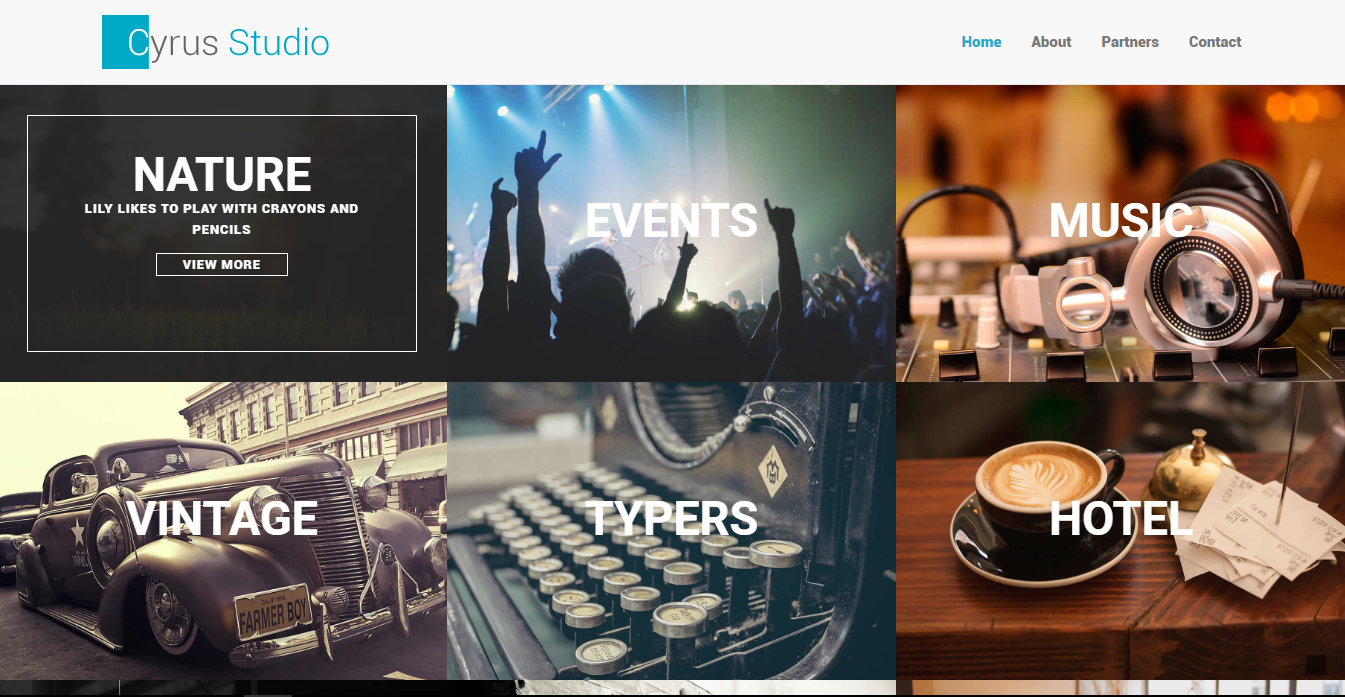 Cyrus Studio
Home About Partners Contact
NATURE
LILY LIKES TO PLAY WITH CRAYONS AND
PENCILS
VIEW MORE
EVENTS
MUSIC
VINTAGE
FARMER BOY
TYPERS
HOTEL